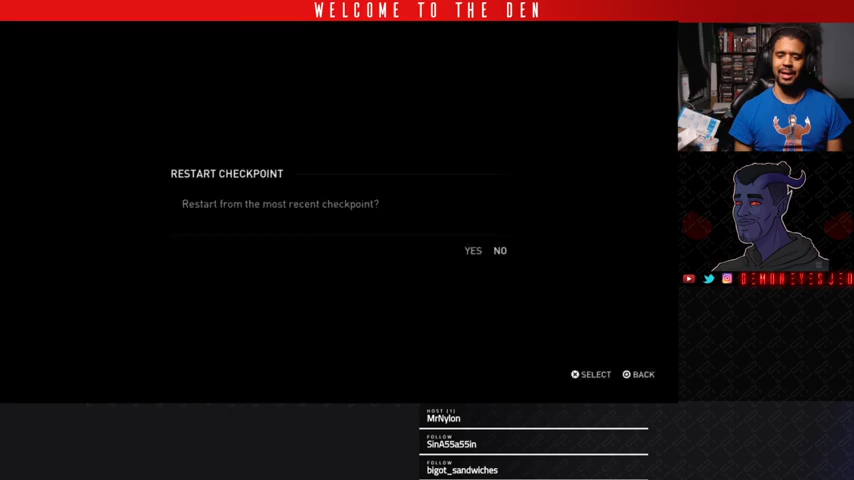 WELCOME TO THE DEN
RESTART CHECKPOINT
Restart from the most recent checkpoint?
YES NO
SELECT BACK
DEMONEYESJED
HOST [1]
MrNylon
FOLLOW
SinA55a55in
FOLLOW
bigot_sandwiches